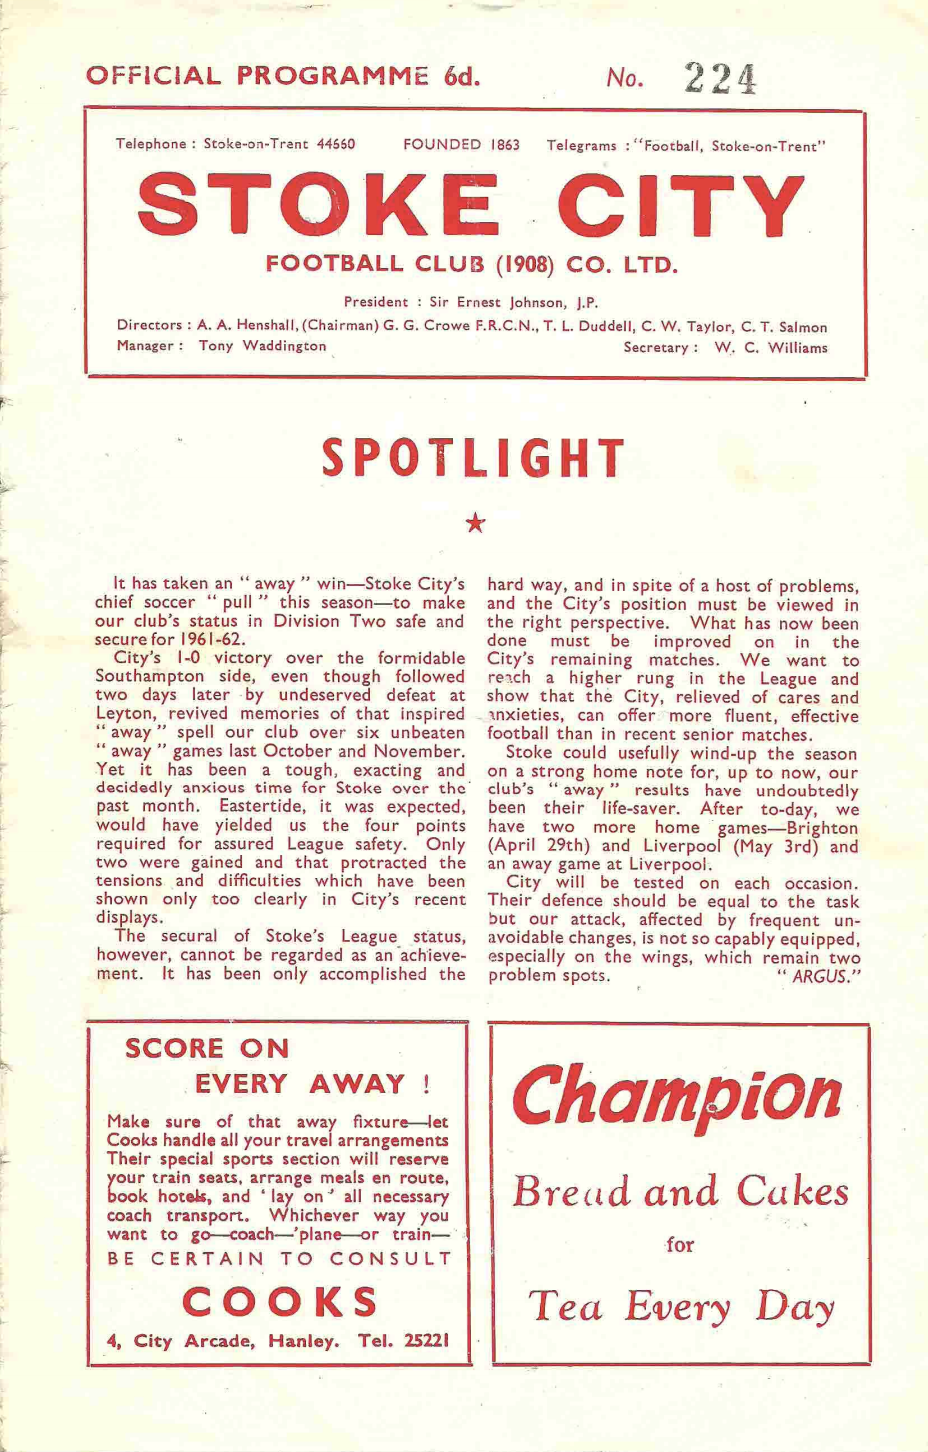 OFFICIAL PROGRAMME 6d. No. 224
Telephone : Stoke-on-Trent 44660 FOUNDED 1863 Telegrams : "Football, Stoke-on-Trent"
STOKE CITY
FOOTBALL CLUB (1908) CO. LTD.
President : Sir Ernest Johnson, J.P.
Directors : A. A. Henshall, (Chairman) G. G. Crowe F.R.C.N., T. L. Duddell, C. W. Taylor, C. T. Salmon
Manager : Tony Waddington Secretary : W. C. Williams
SPOTLIGHT
★
It has taken an " away " win—Stoke City's
chief soccer " pull " this season—to make
our club's status in Division Two safe and
secure for 1961-62.
City's 1-0 victory over the formidable
Southampton side, even though followed
two days later by undeserved defeat at
Leyton, revived memories of that inspired
" away " spell our club over six unbeaten
" away " games last October and November.
Yet it has been a tough, exacting and
decidedly anxious time for Stoke over the
past month. Eastertide, it was expected,
would have yielded us the four points
required for assured League safety. Only
two were gained and that protracted the
tensions and difficulties which have been
shown only too clearly in City's recent
displays.
The secural of Stoke's League status,
however, cannot be regarded as an achieve-
ment. It has been only accomplished the
hard way, and in spite of a host of problems,
and the City's position must be viewed in
the right perspective. What has now been
done must be improved on in the
City's remaining matches. We want to
reach a higher rung in the League and
show that the City, relieved of cares and
anxieties, can offer more fluent, effective
football than in recent senior matches.
Stoke could usefully wind-up the season
on a strong home note for, up to now, our
club's " away " results have undoubtedly
been their life-saver. After to-day, we
have two more home games—Brighton
(April 29th) and Liverpool (May 3rd) and
an away game at Liverpool.
City will be tested on each occasion.
Their defence should be equal to the task
but our attack, affected by frequent un-
avoidable changes, is not so capably equipped,
especially on the wings, which remain two
problem spots. " ARGUS."
SCORE ON
EVERY AWAY !
Make sure of that away fixture—let
Cooks handle all your travel arrangements
Their special sports section will reserve
your train seats, arrange meals en route,
book hotels, and ' lay on ' all necessary
coach transport. Whichever way you
want to go—coach—'plane—or train—
BE CERTAIN TO CONSULT
COOKS
4, City Arcade, Hanley. Tel. 25221
Champion
Bread and Cakes
for
Tea Every Day